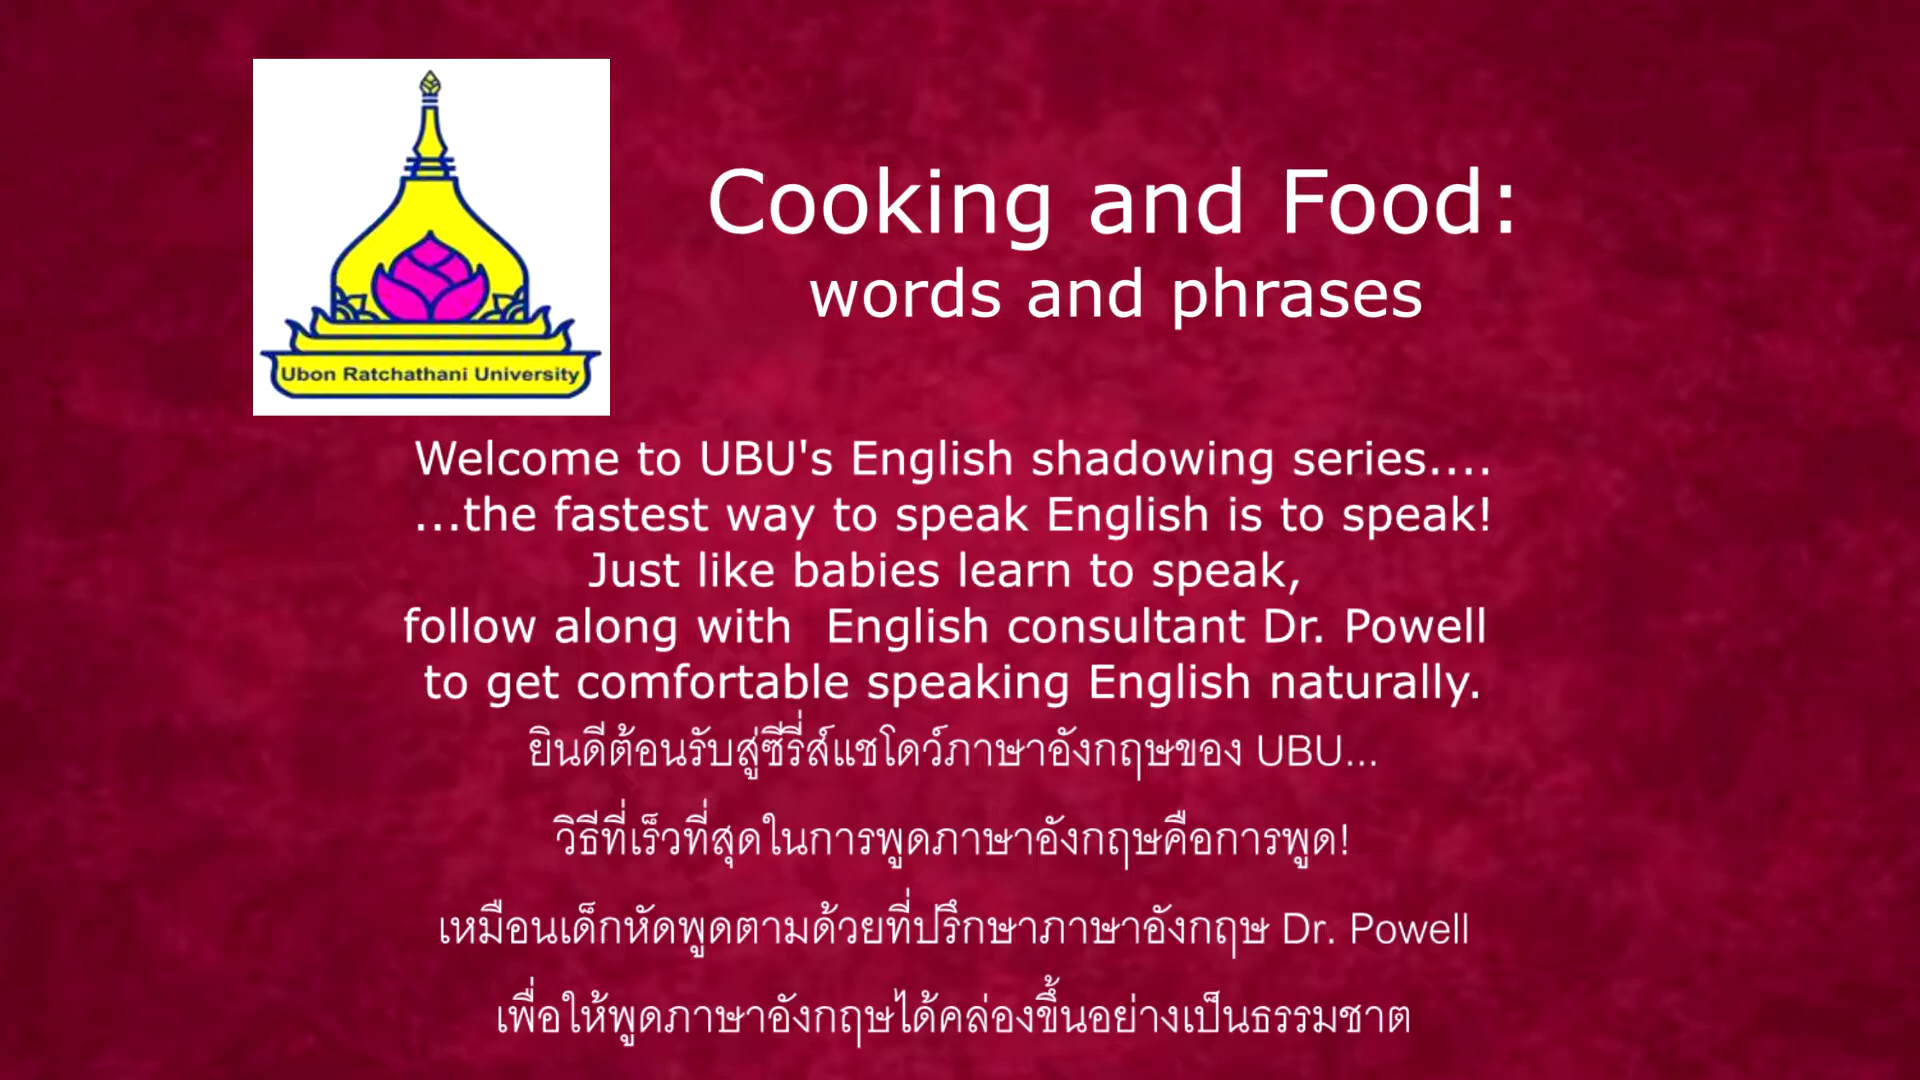 Ubon Ratchathani University
Cooking and Food:
words and phrases
Welcome to UBU's English shadowing series....
...the fastest way to speak English is to speak!
Just like babies learn to speak,
follow along with  English consultant Dr. Powell
to get comfortable speaking English naturally.
ยินดีต้อนรับสู่ซีรี่ส์แชโดว์ภาษาอังกฤษของ UBU...
วิธีที่เร็วที่สุดในการพูดภาษาอังกฤษคือการพูด!
เหมือนเด็กหัดพูดตามด้วยที่ปรึกษาภาษาอังกฤษ Dr. Powell
เพื่อให้พูดภาษาอังกฤษได้คล่องขึ้นอย่างเป็นธรรมชาต